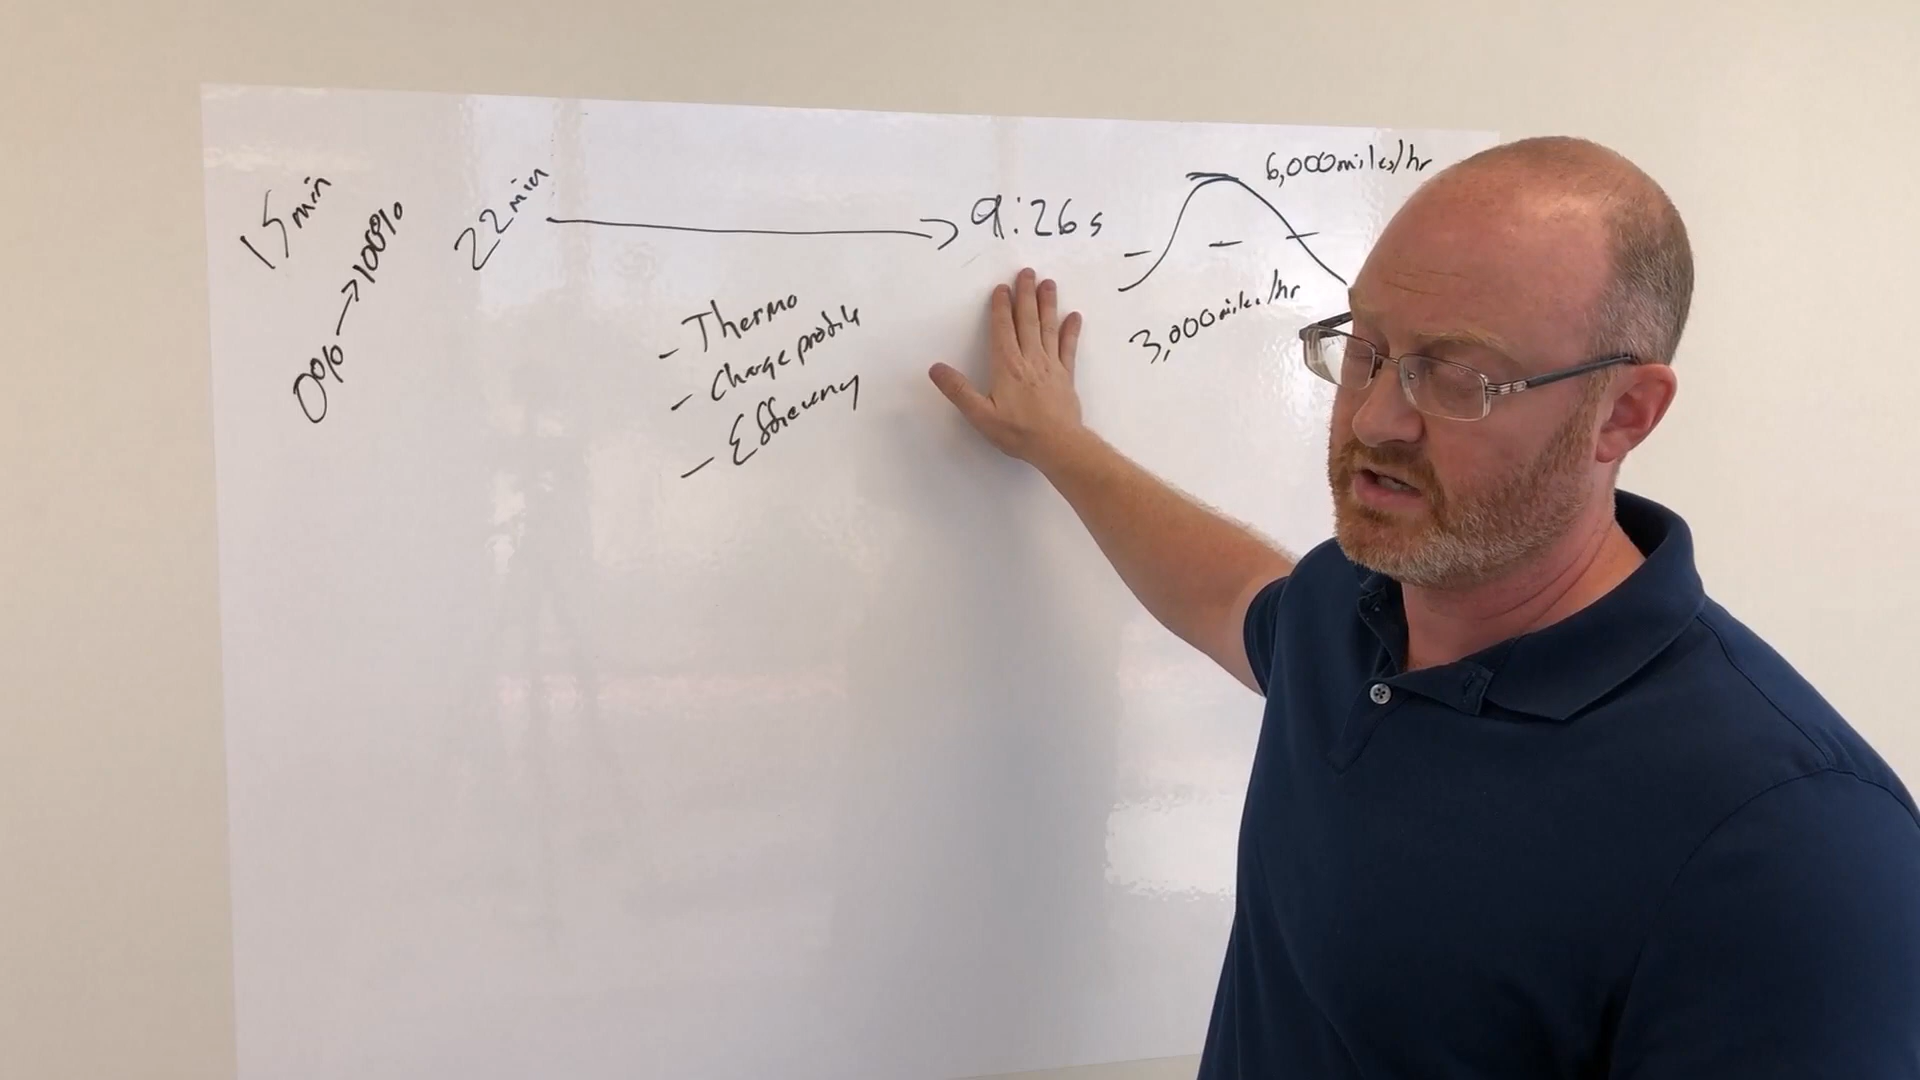 15min
0% → 100%
22min → 9:26s
- Thermo
- Charge profile
- Efficiency
6,000miles/hr
3,000miles/hr